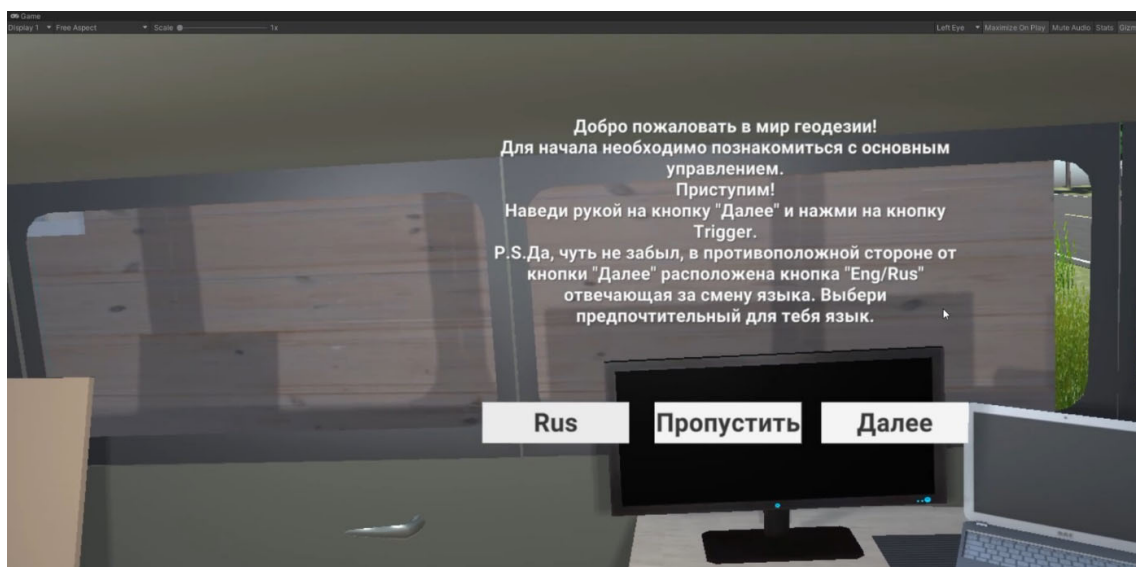 Game
Display 1 Free Aspect Scale 1x Left Eye Maximize On Play Mute Audio Stats Gizm
Добро пожаловать в мир геодезии!
Для начала необходимо познакомиться с основным
управлением.
Приступим!
Наведи рукой на кнопку "Далее" и нажми на кнопку
Trigger.
P.S.Да, чуть не забыл, в противоположной стороне от
кнопки "Далее" расположена кнопка "Eng/Rus"
отвечающая за смену языка. Выбери
предпочтительный для тебя язык.
Rus Пропустить Далее